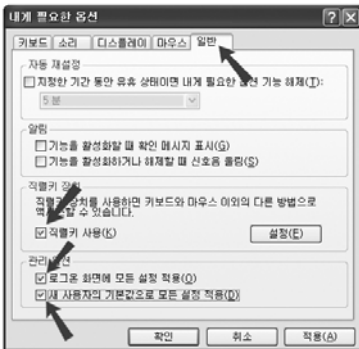 내게 필요한 옵션
키보드 소리 디스플레이 마우스 일반
자동 재설정
지정한 기간 동안 유휴 상태이면 내게 필요한 옵션 기능 해제(T):
5 분
알림
기능을 활성화할 때 확인 메시지 표시(G)
기능을 활성화하거나 해제할 때 신호음 울림(S)
직렬키 장치
직렬키 장치를 사용하면 키보드와 마우스 이외의 다른 방법으로
액세스할 수 있습니다.
직렬키 사용(K) 설정(E)
관리 옵션
로그온 화면에 모든 설정 적용(O)
새 사용자의 기본값으로 모든 설정 적용(D)
확인 취소 적용(A)